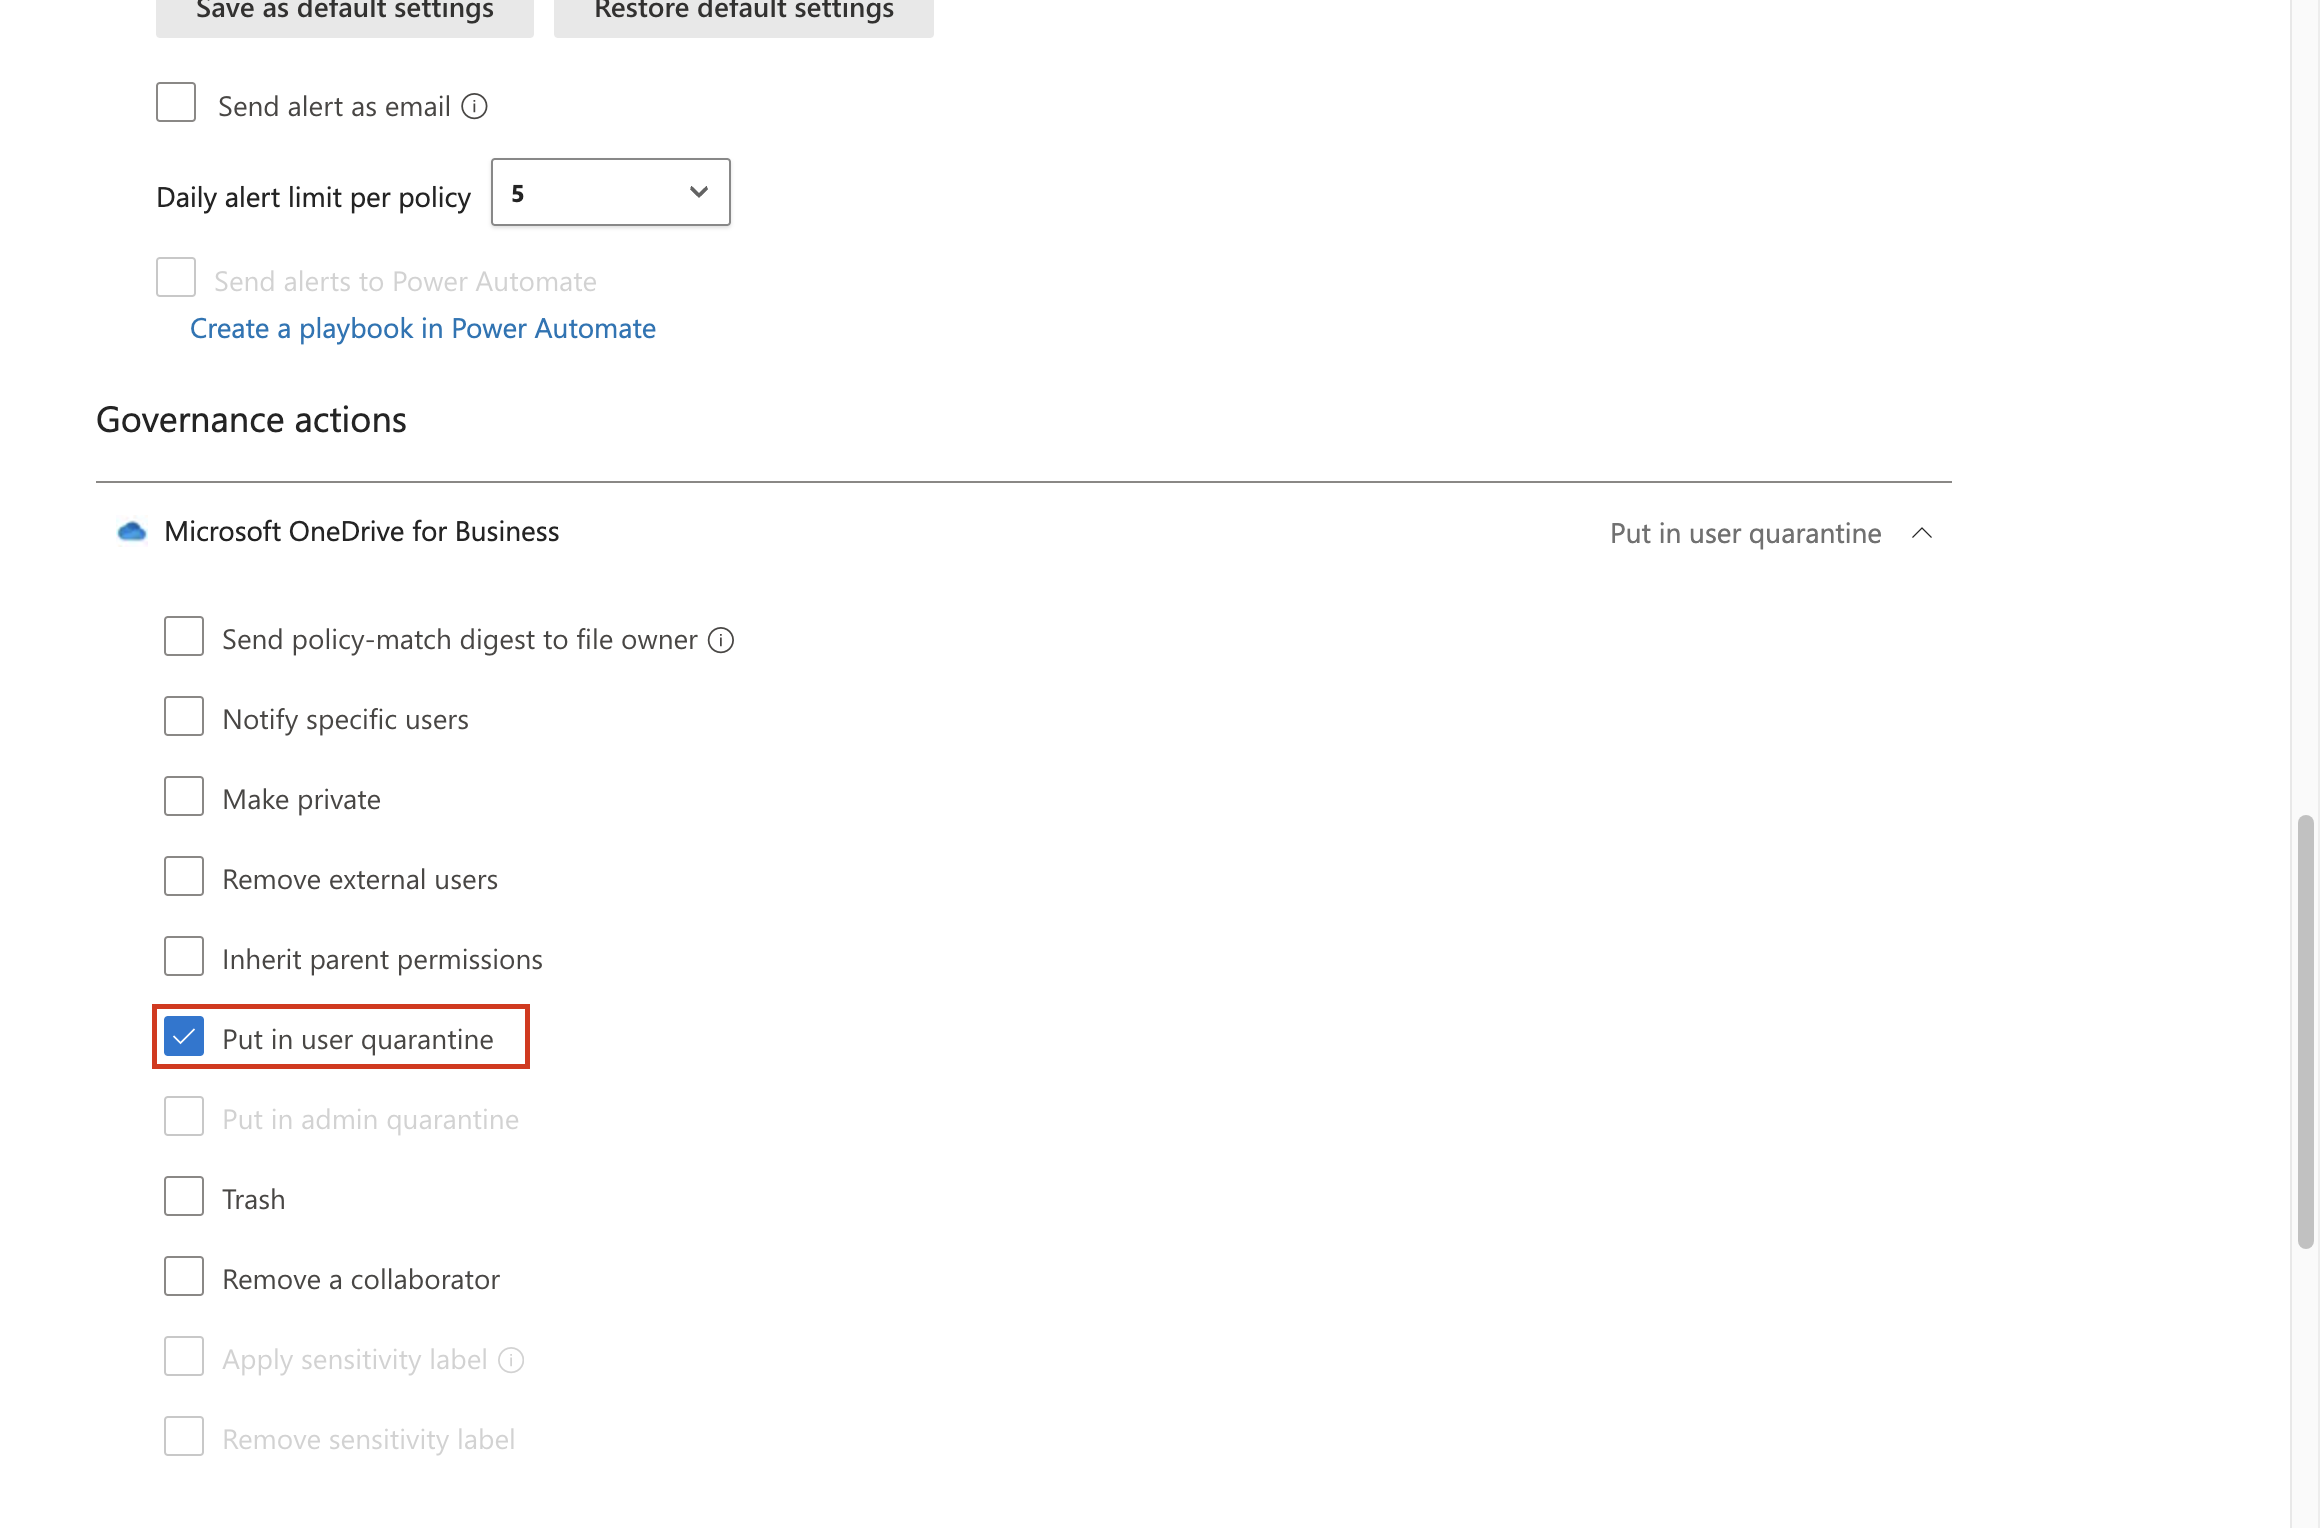 Save as default settings Restore default settings
Send alert as email
Daily alert limit per policy 5
Send alerts to Power Automate
Create a playbook in Power Automate
Governance actions
Microsoft OneDrive for Business Put in user quarantine
Send policy-match digest to file owner
Notify specific users
Make private
Remove external users
Inherit parent permissions
Put in user quarantine
Put in admin quarantine
Trash
Remove a collaborator
Apply sensitivity label
Remove sensitivity label